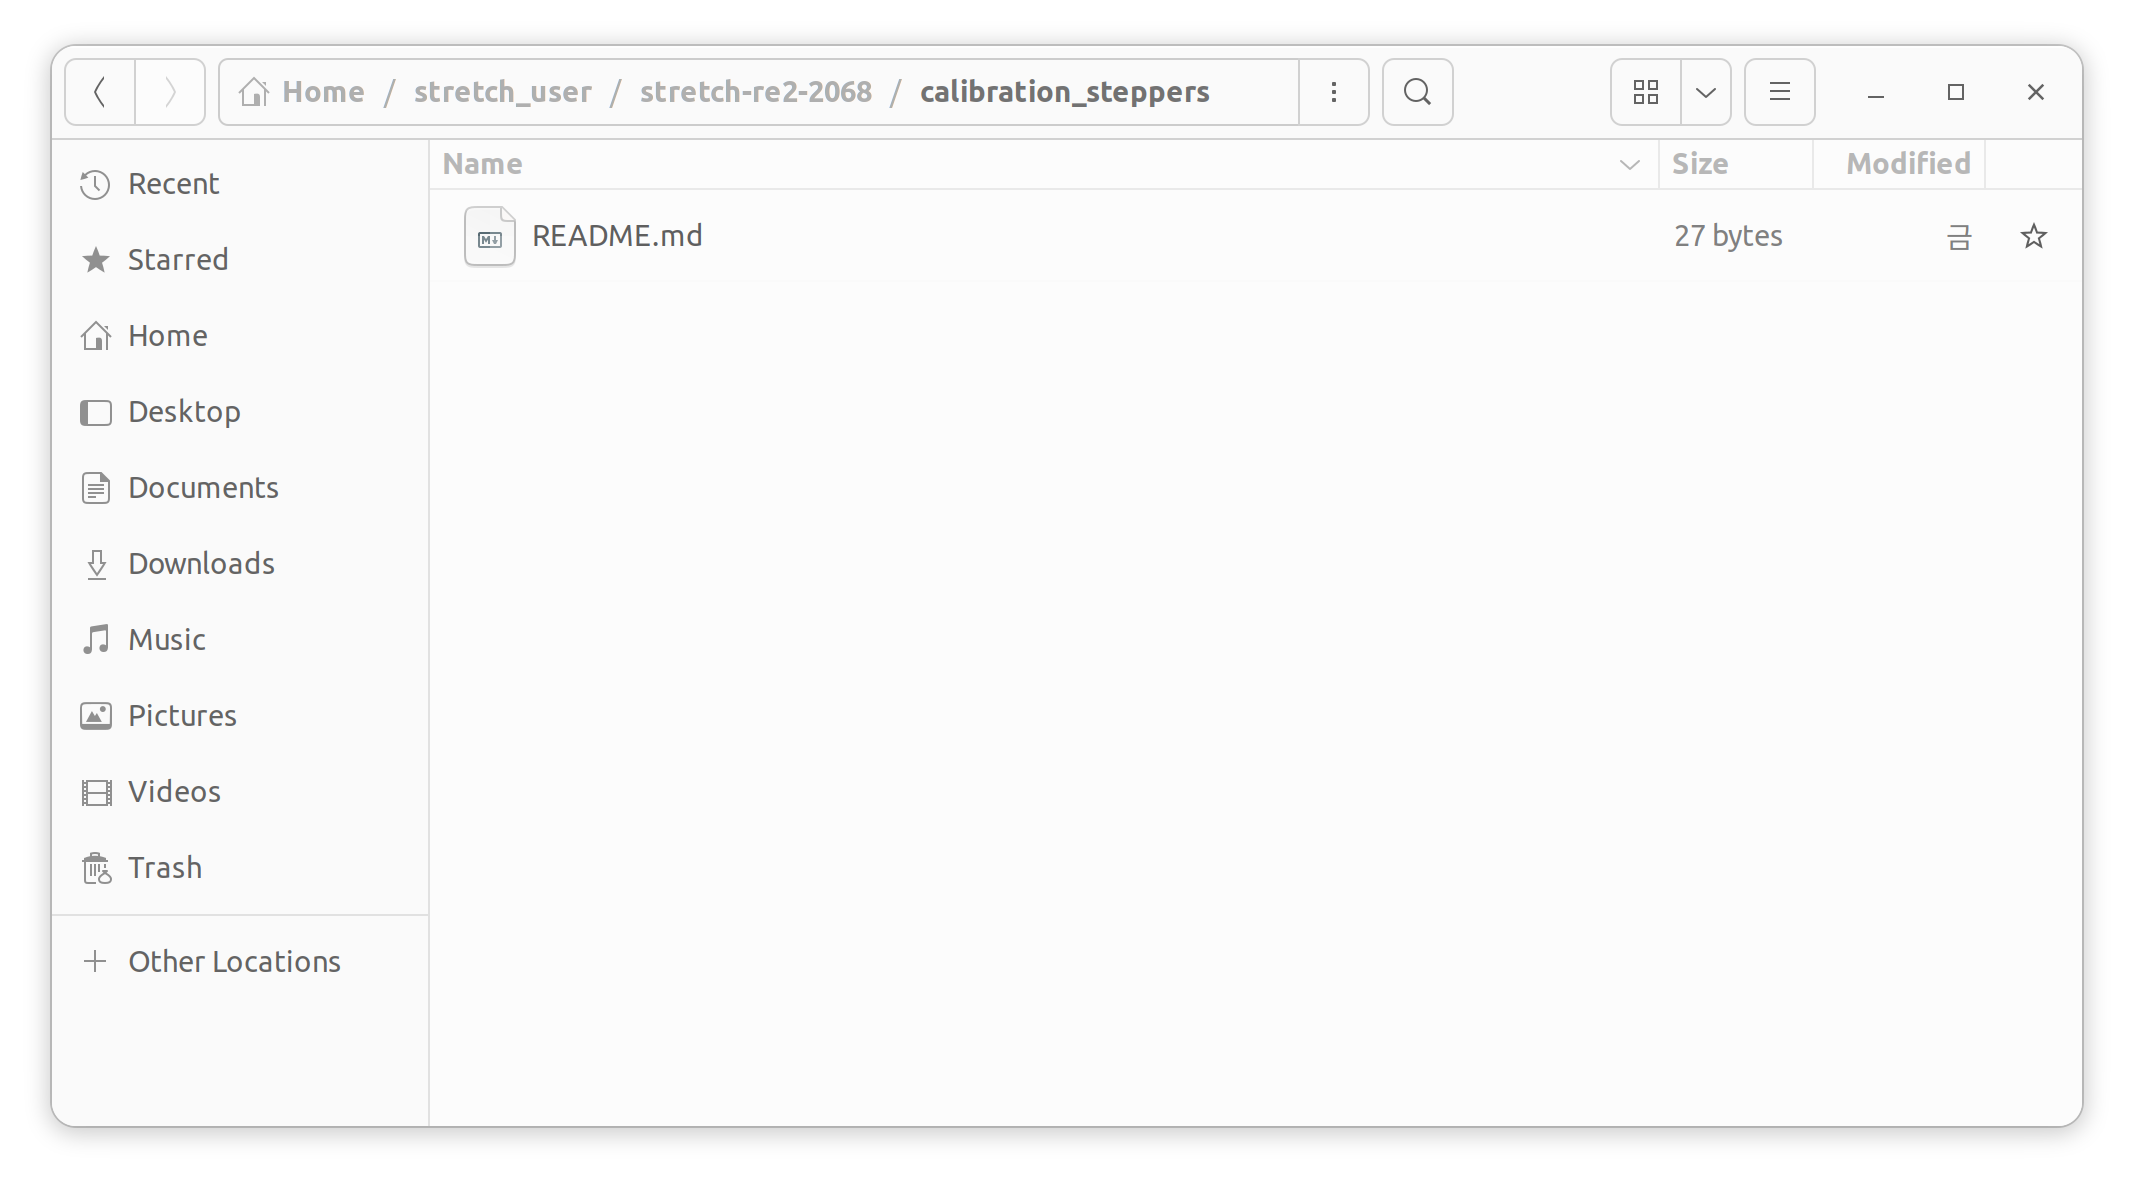 Home / stretch_user / stretch-re2-2068 / calibration_steppers
Name Size Modified
README.md 27 bytes 금
Recent
Starred
Home
Desktop
Documents
Downloads
Music
Pictures
Videos
Trash
Other Locations